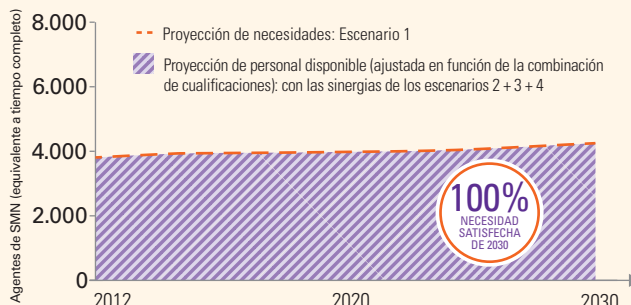 Agentes de SMN (equivalente a tiempo completo)
8.000
6.000
4.000
2.000
0
Proyección de necesidades: Escenario 1
Proyección de personal disponible (ajustada en función de la combinación
de cualificaciones): con las sinergias de los escenarios 2 + 3 + 4
100%
NECESIDAD
SATISFECHA
DE 2030
2012
2020
2030